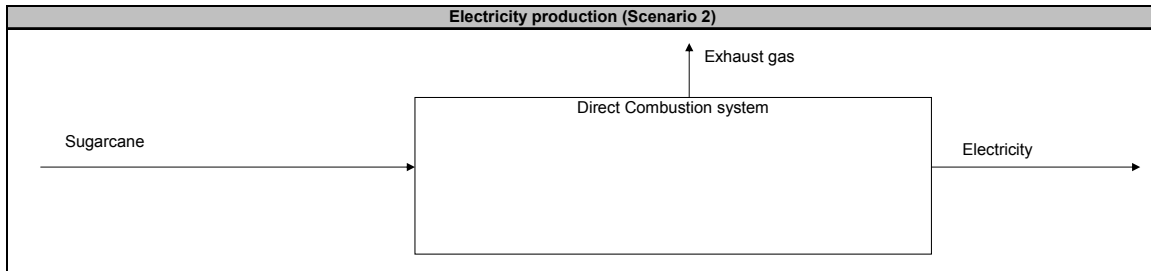 Electricity production (Scenario 2)
Exhaust gas
Direct Combustion system
Sugarcane
Electricity